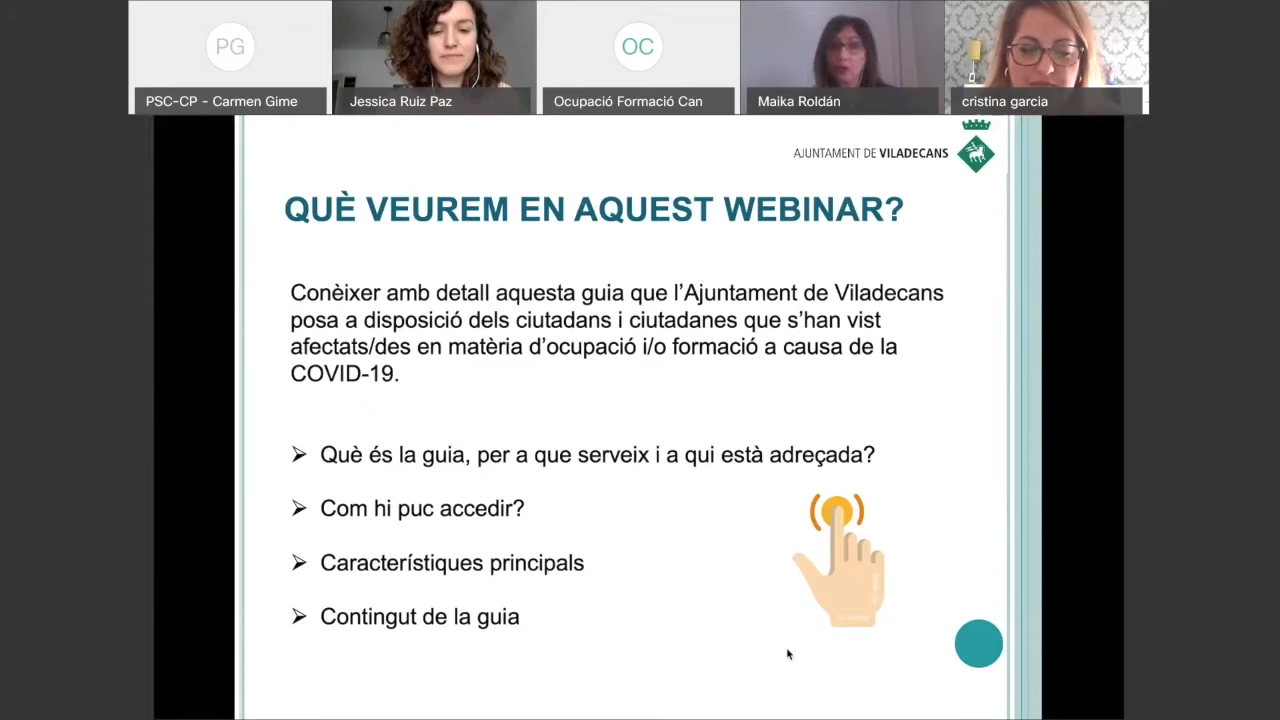 PG
OC
PSC-CP - Carmen Gime
Jessica Ruiz Paz
Ocupació Formació Can
Maika Roldán
cristina garcia
AJUNTAMENT DE VILADECANS
QUÈ VEUREM EN AQUEST WEBINAR?
Conèixer amb detall aquesta guia que l’Ajuntament de Viladecans
posa a disposició dels ciutadans i ciutadanes que s’han vist
afectats/des en matèria d’ocupació i/o formació a causa de la
COVID-19.
➢ Què és la guia, per a que serveix i a qui està adreçada?
➢ Com hi puc accedir?
➢ Característiques principals
➢ Contingut de la guia